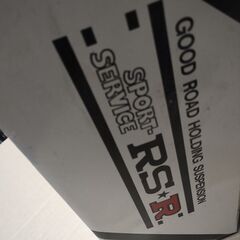 GOOD ROAD HOLDING SUSPENSION
SPORT-
SERVICE
RS★R.